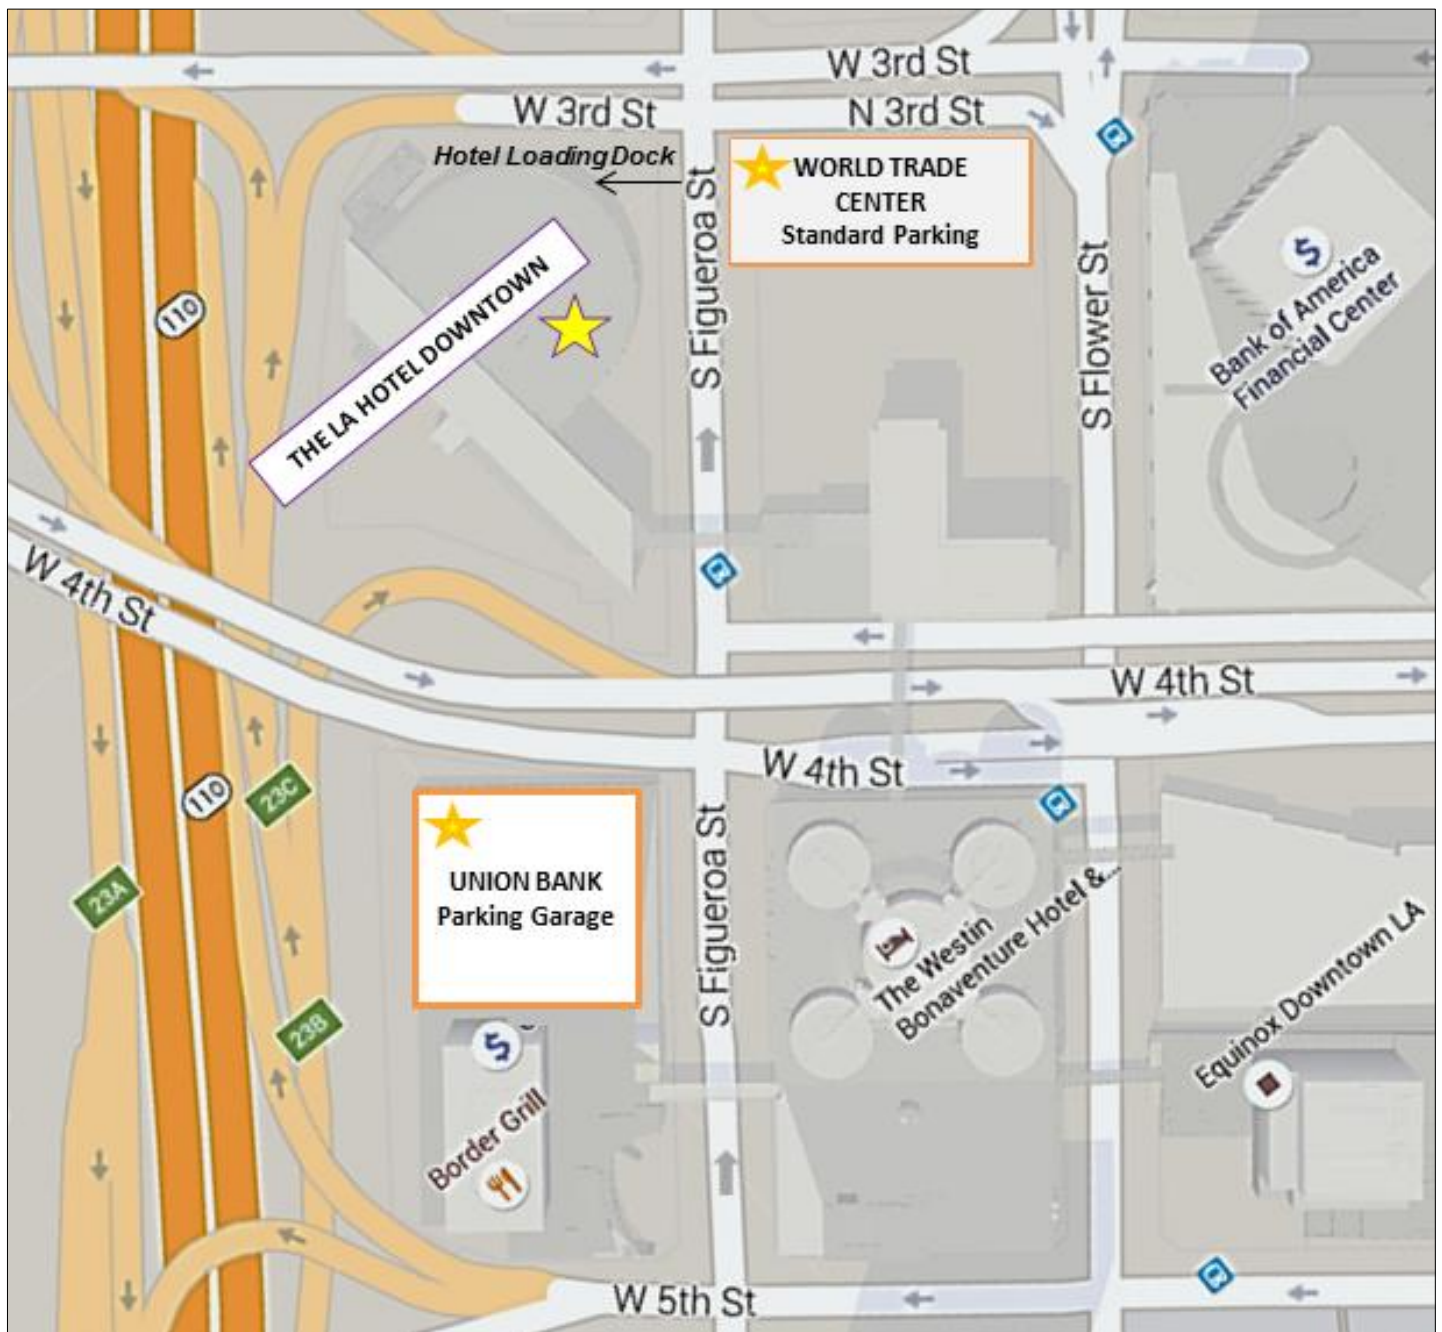 W 3rd St
W 3rd St
N 3rd St
Hotel Loading Dock
WORLD TRADE
CENTER
Standard Parking
S Figueroa St
S Flower St
THE LA HOTEL DOWNTOWN
110
Bank of America
Financial Center
W 4th St
W 4th St
W 4th St
110
23C
23A
23B
UNION BANK
Parking Garage
S Figueroa St
The Westin
Bonaventure Hotel &...
Equinox Downtown LA
Border Grill
W 5th St